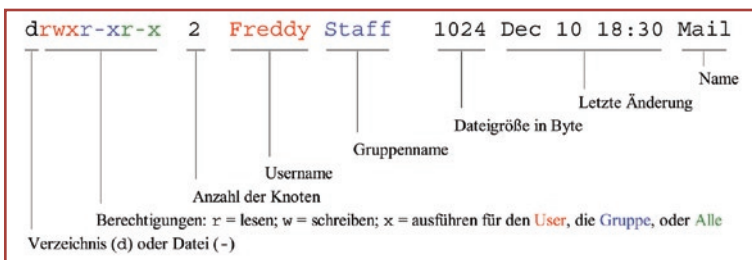 drwxr-xr-x 2 Freddy Staff 1024 Dec 10 18:30 Mail
Name
Letzte Änderung
Dateigröße in Byte
Gruppenname
Username
Anzahl der Knoten
Berechtigungen: r = lesen; w = schreiben; x = ausführen für den User, die Gruppe, oder Alle
Verzeichnis (d) oder Datei (-)